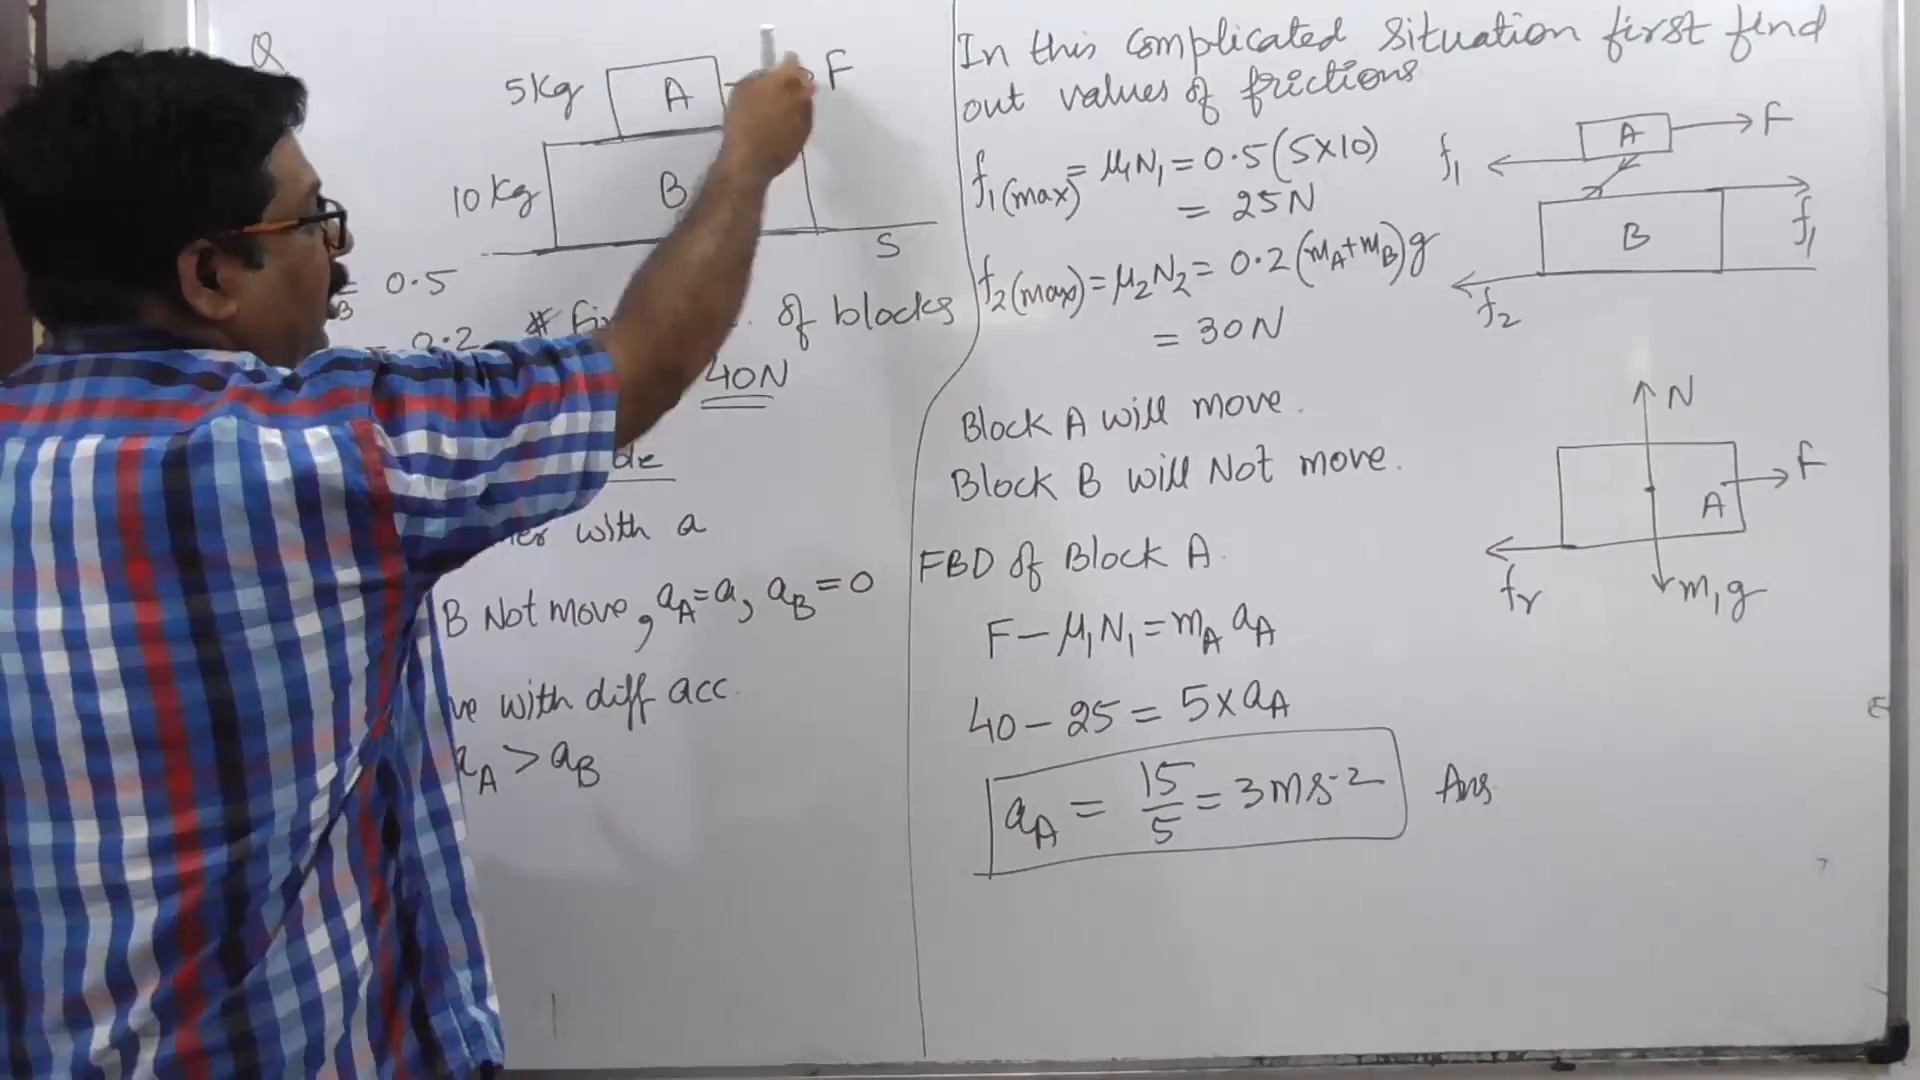 Q
5kg A F
10kg B
S
B = 0.5
= 0.2 # of blocks
40N
with a
B Not move, aA=a, aB=0
with diff acc.
aA > aB
In this complicated situation first find
out values of frictions
f1(max) = μ1N1 = 0.5(5×10)
= 25N
f2(max) = μ2N2 = 0.2(mA+mB)g
= 30N
f1 A F
B f1
f2
Block A will move.
Block B will Not move.
N
A F
fr m1g
FBD of Block A.
F - μ1N1 = mA aA
40 - 25 = 5×aA
aA = 15/5 = 3ms-2 Ans